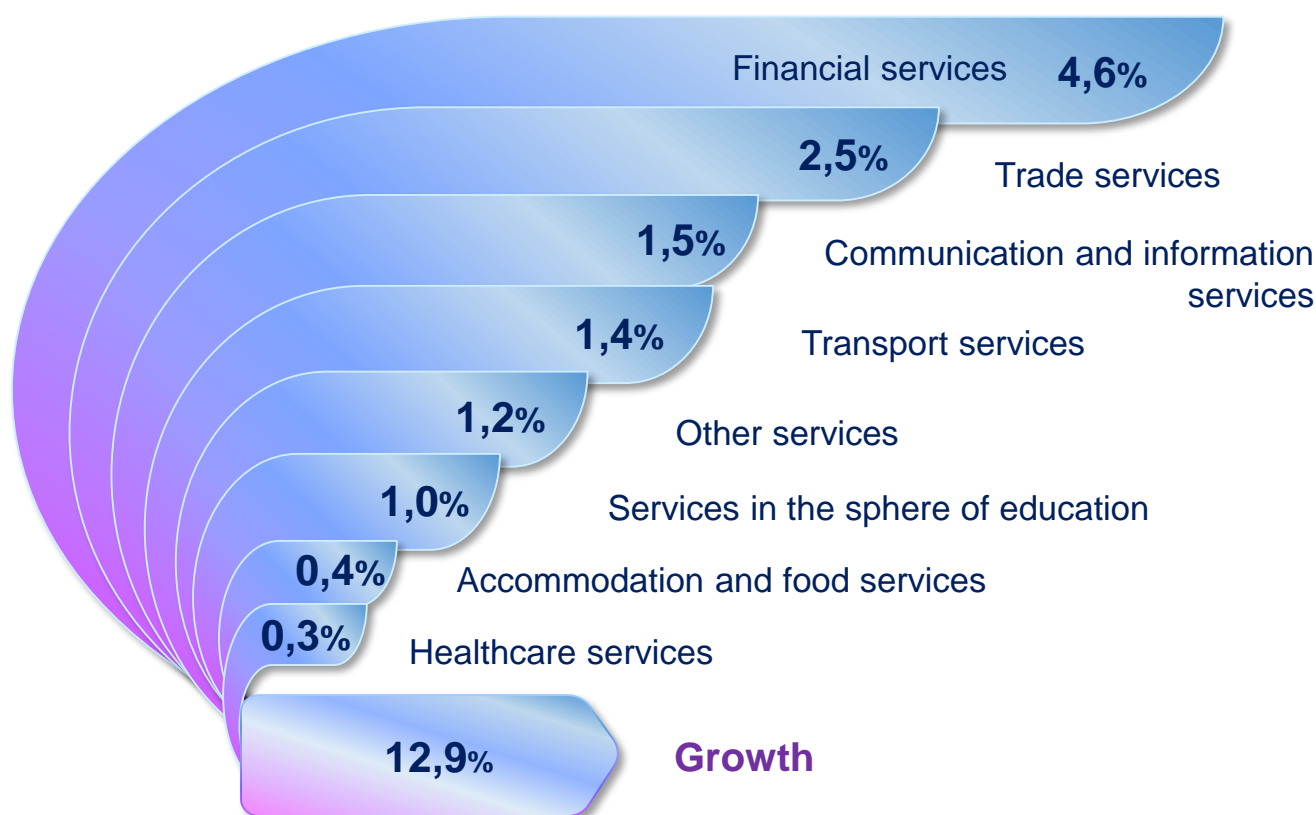 Financial services 4,6%
2,5% Trade services
1,5% Communication and information
services
1,4% Transport services
1,2% Other services
1,0% Services in the sphere of education
0,4% Accommodation and food services
0,3% Healthcare services
12,9% Growth